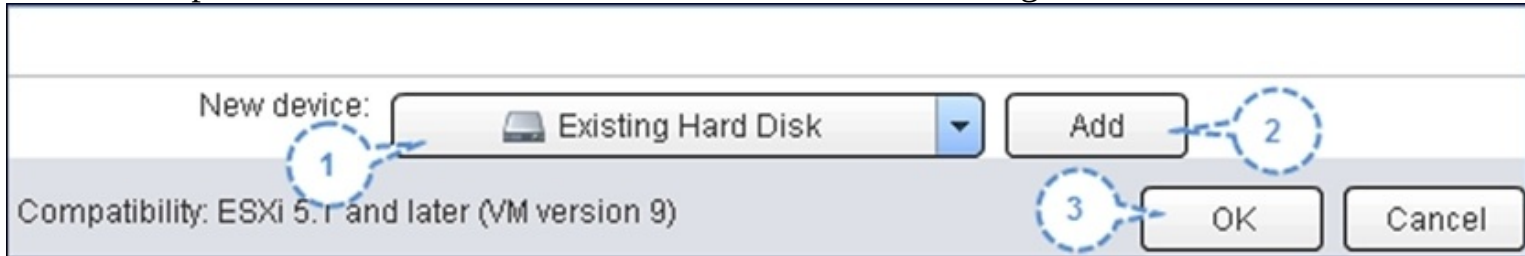 New device:
Existing Hard Disk
Add
2
1
Compatibility: ESXi 5.1 and later (VM version 9)
3
OK
Cancel